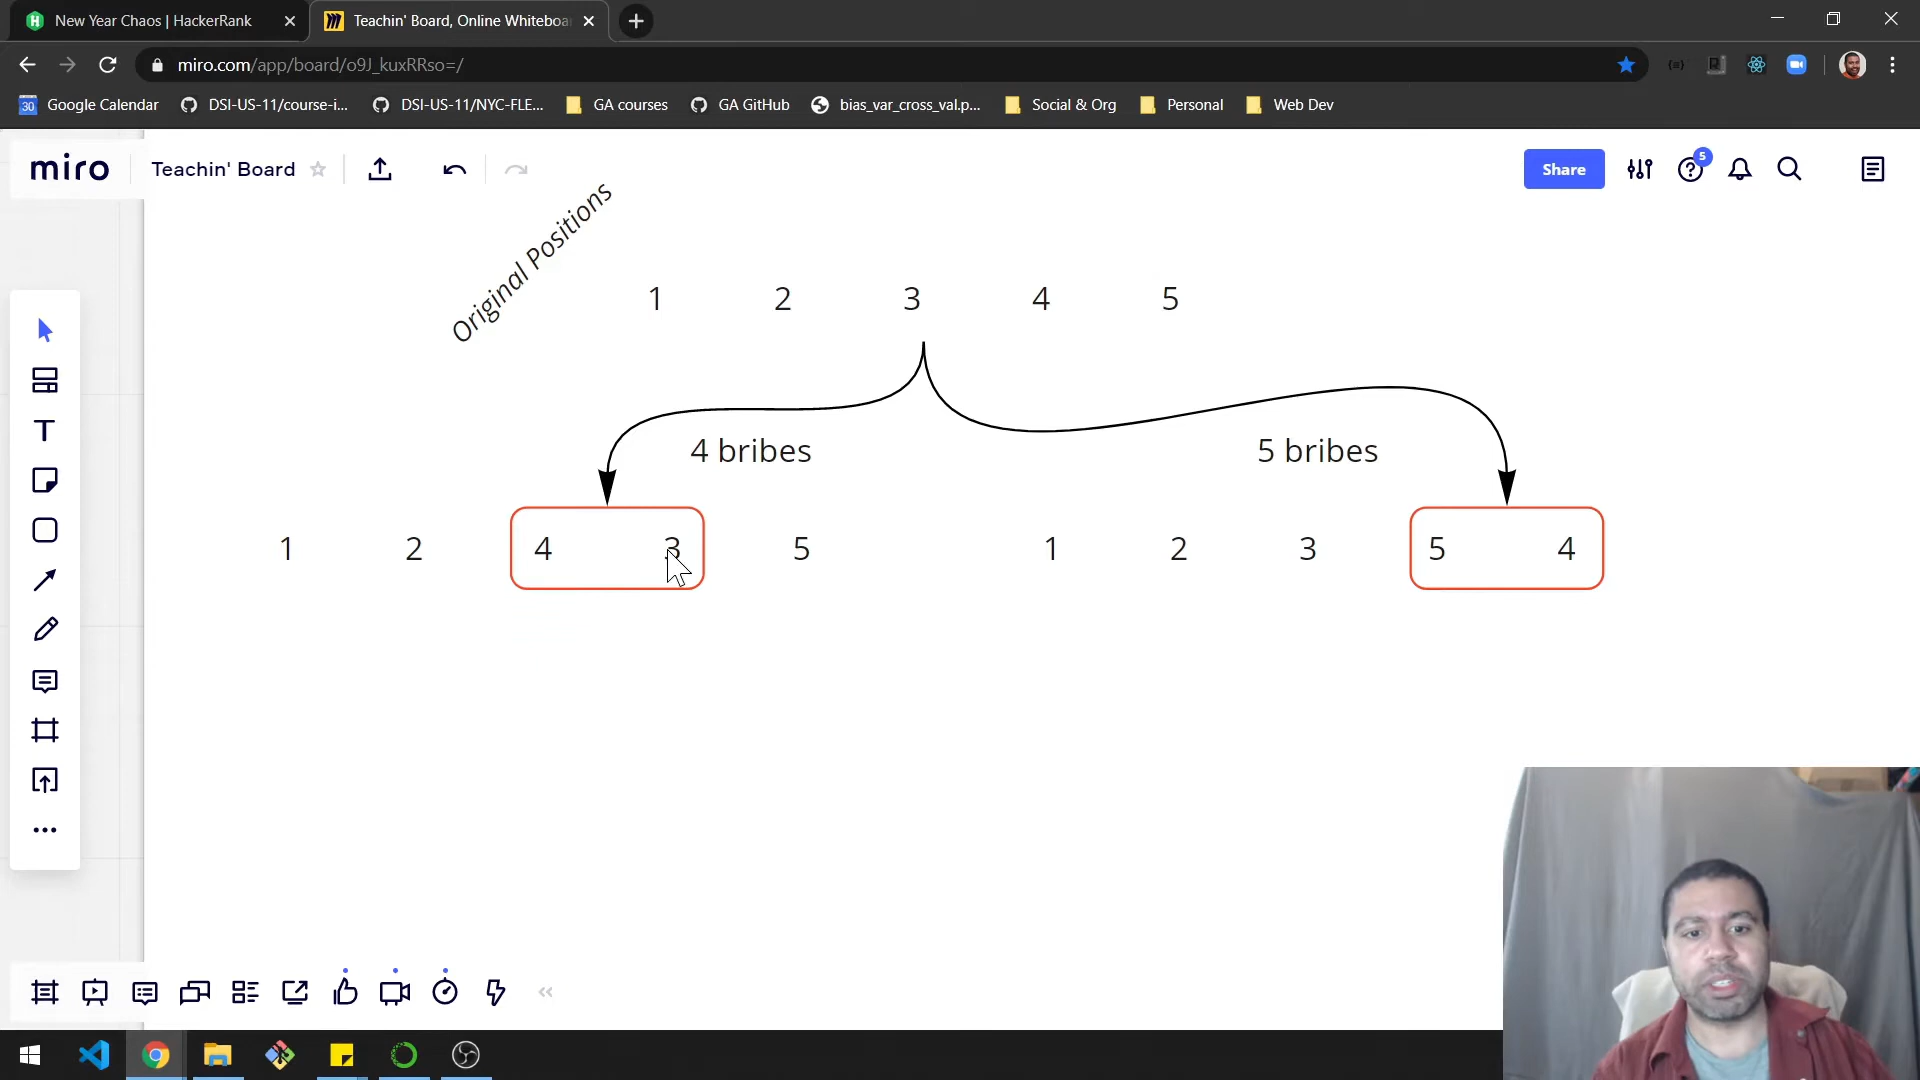 New Year Chaos | HackerRank
Teachin' Board, Online Whiteboa
miro.com/app/board/o9J_kuxRRso=/
30 Google Calendar
DSI-US-11/course-i...
DSI-US-11/NYC-FLE...
GA courses
GA GitHub
bias_var_cross_val.p...
Social & Org
Personal
Web Dev
miro
Teachin' Board
Share
5
Original Positions
1 2 3 4 5
4 bribes
5 bribes
1 2 4 3 5
1 2 3 5 4